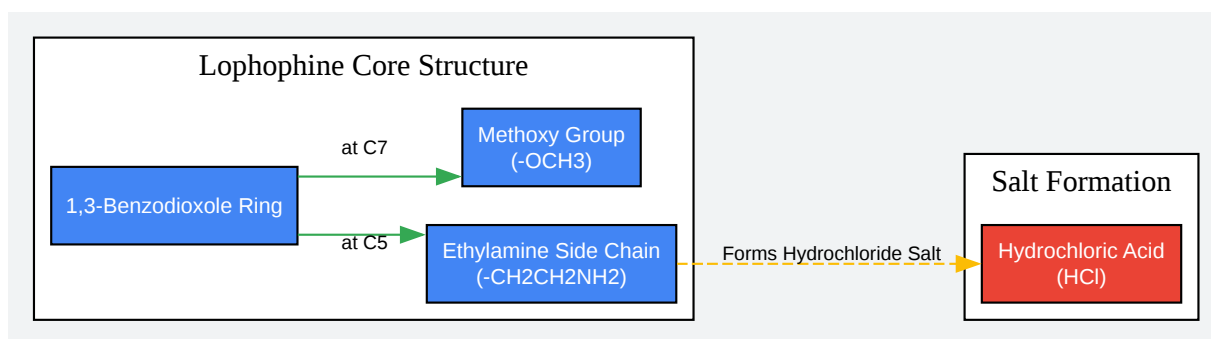 Lophophine Core Structure
at C7
Methoxy Group
(-OCH3)
1,3-Benzodioxole Ring
at C5
Ethylamine Side Chain
(-CH2CH2NH2)
Forms Hydrochloride Salt
Salt Formation
Hydrochloric Acid
(HCl)